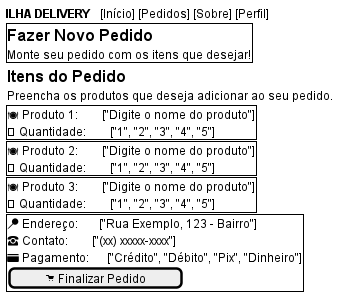 ILHA DELIVERY [Início] [Pedidos] [Sobre] [Perfil]
Fazer Novo Pedido
Monte seu pedido com os itens que desejar!
Itens do Pedido
Preencha os produtos que deseja adicionar ao seu pedido.
Produto 1: ["Digite o nome do produto"]
Quantidade: ["1", "2", "3", "4", "5"]
Produto 2: ["Digite o nome do produto"]
Quantidade: ["1", "2", "3", "4", "5"]
Produto 3: ["Digite o nome do produto"]
Quantidade: ["1", "2", "3", "4", "5"]
Endereço: ["Rua Exemplo, 123 - Bairro"]
Contato: ["(xx) xxxxx-xxxx"]
Pagamento: ["Crédito", "Débito", "Pix", "Dinheiro"]
Finalizar Pedido